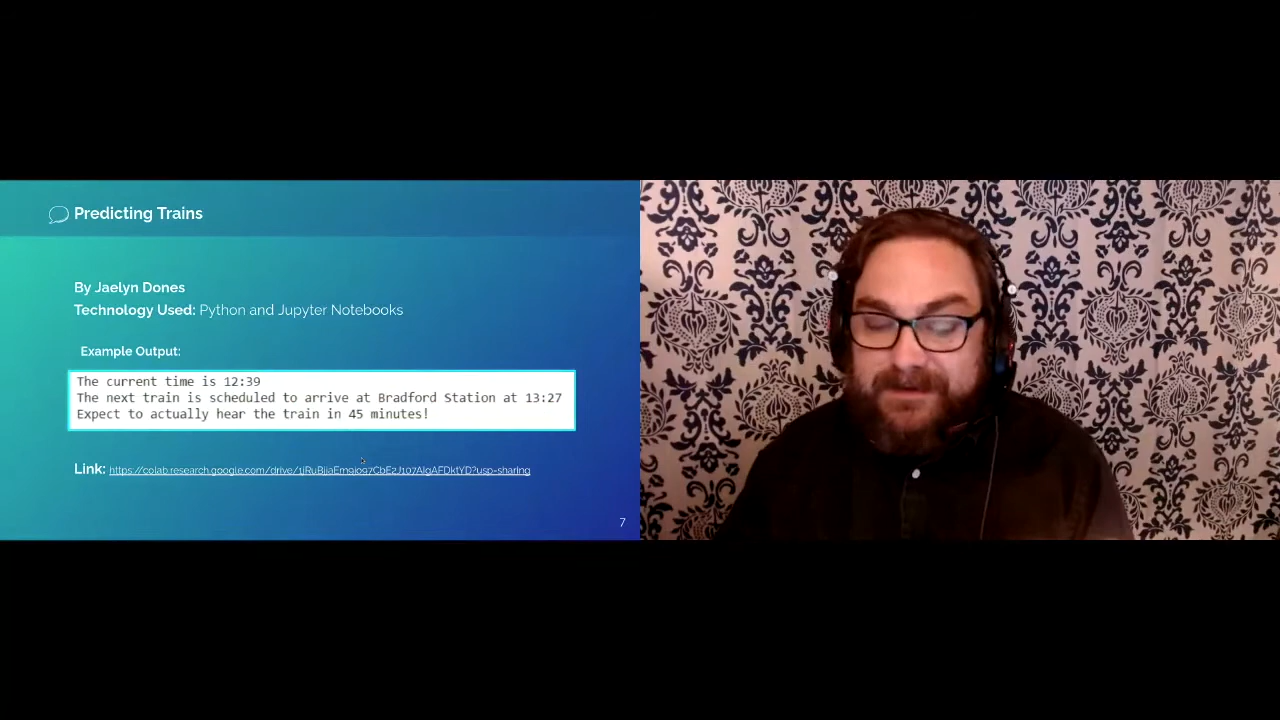 Predicting Trains
By Jaelyn Dones
Technology Used: Python and Jupyter Notebooks
Example Output:
The current time is 12:39
The next train is scheduled to arrive at Bradford Station at 13:27
Expect to actually hear the train in 45 minutes!
Link:
7